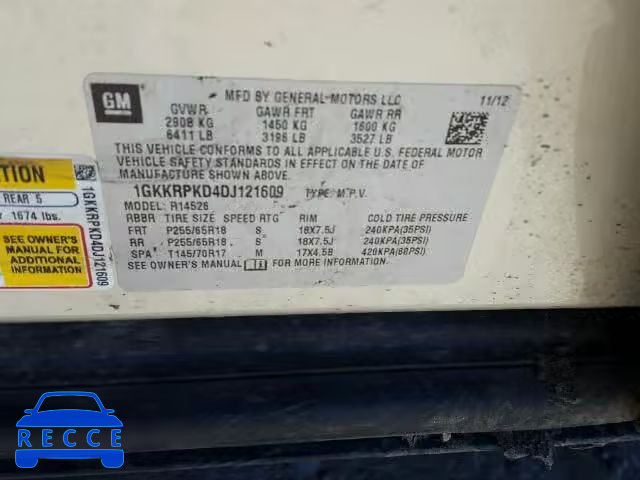 GM
MFD BY GENERAL MOTORS LLC 11/12
GVWR GAWR FRT GAWR RR
2908 KG 1450 KG 1600 KG
6411 LB 3196 LB 3527 LB
THIS VEHICLE CONFORMS TO ALL APPLICABLE U.S. FEDERAL MOTOR
VEHICLE SAFETY STANDARDS IN EFFECT ON THE DATE OF
MANUFACTURE SHOWN ABOVE.
1GKKRPKD4DJ121609 TYPE: M.P.V.
MODEL: R14526
RBBR TIRE SIZE SPEED RTG RIM COLD TIRE PRESSURE
FRT P255/65R18 S 18X7.5J 240KPA(35PSI)
RR P255/65R18 S 18X7.5J 240KPA(35PSI)
SPA T145/70R17 M 17X4.5B 420KPA(60PSI)
SEE OWNER'S MANUAL FOR MORE INFORMATION.
REAR 5
1674 lbs.
SEE OWNER'S
MANUAL FOR
ADDITIONAL
INFORMATION
1GKKRPKD4DJ121609
RECCE